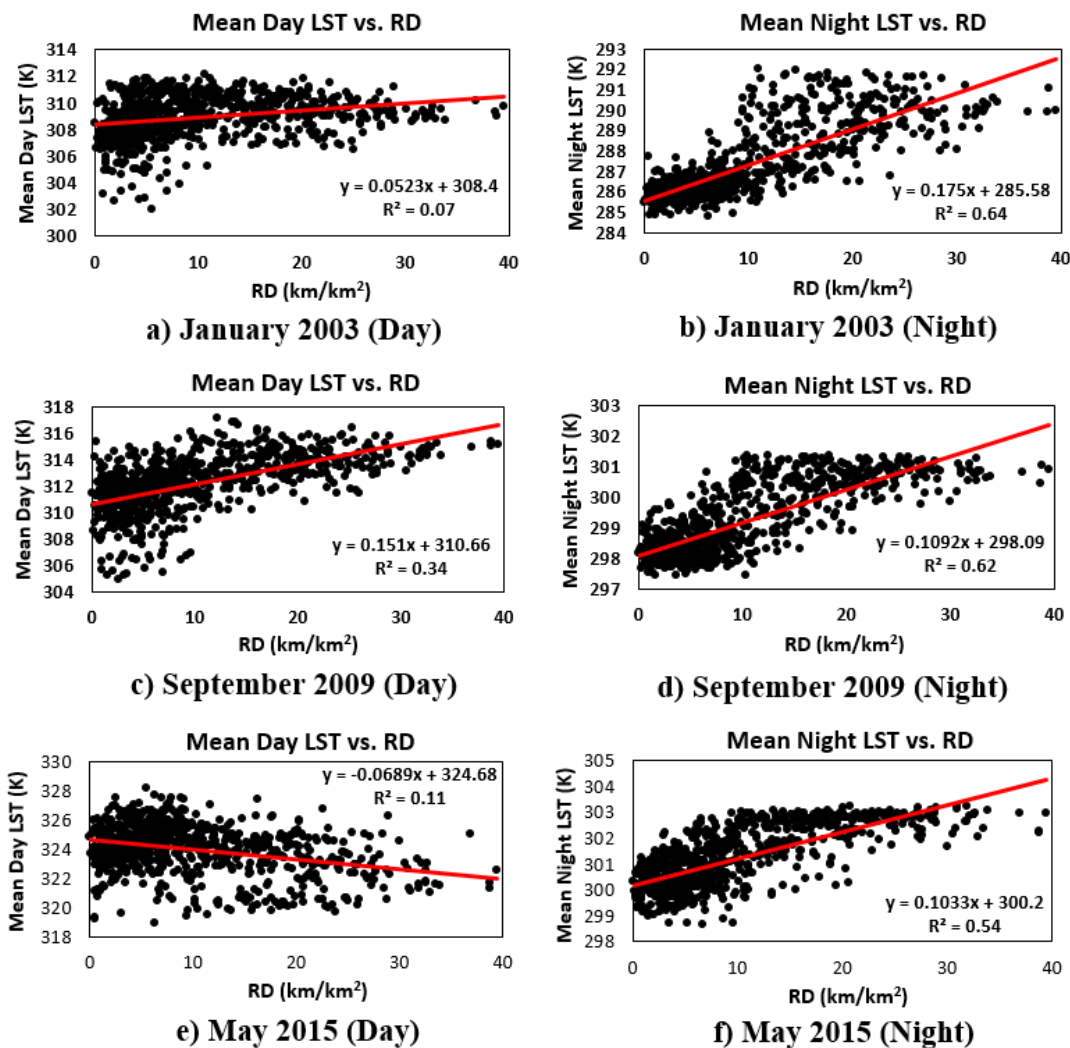 Mean Day LST vs. RD
Mean Day LST (K)
314
312
310
308
306
304
302
300
y = 0.0523x + 308.4
R² = 0.07
0 10 20 30 40
RD (km/km²)
a) January 2003 (Day)
Mean Night LST vs. RD
Mean Night LST (K)
293
292
291
290
289
288
287
286
285
284
y = 0.175x + 285.58
R² = 0.64
0 10 20 30 40
RD (km/km²)
b) January 2003 (Night)
Mean Day LST vs. RD
Mean Day LST (K)
318
316
314
312
310
308
306
304
y = 0.151x + 310.66
R² = 0.34
0 10 20 30 40
RD (km/km²)
c) September 2009 (Day)
Mean Night LST vs. RD
Mean Night LST (K)
303
302
301
300
299
298
297
y = 0.1092x + 298.09
R² = 0.62
0 10 20 30 40
RD (km/km²)
d) September 2009 (Night)
Mean Day LST vs. RD
Mean Day LST (K)
330
328
326
324
322
320
318
y = -0.0689x + 324.68
R² = 0.11
0 10 20 30 40
RD (km/km²)
e) May 2015 (Day)
Mean Night LST vs. RD
Mean Night LST (K)
305
304
303
302
301
300
299
298
y = 0.1033x + 300.2
R² = 0.54
0 10 20 30 40
RD (km/km²)
f) May 2015 (Night)